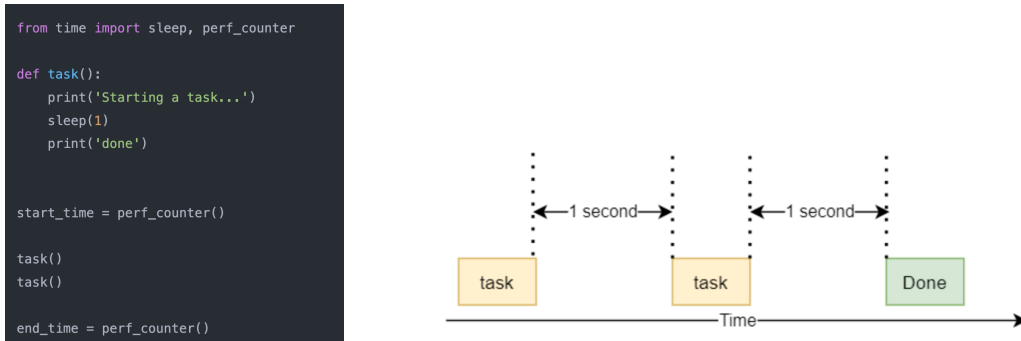 from time import sleep, perf_counter
def task():
    print('Starting a task...')
    sleep(1)
    print('done')
start_time = perf_counter()
task()
task()
end_time = perf_counter()
1 second
1 second
task
task
Done
Time